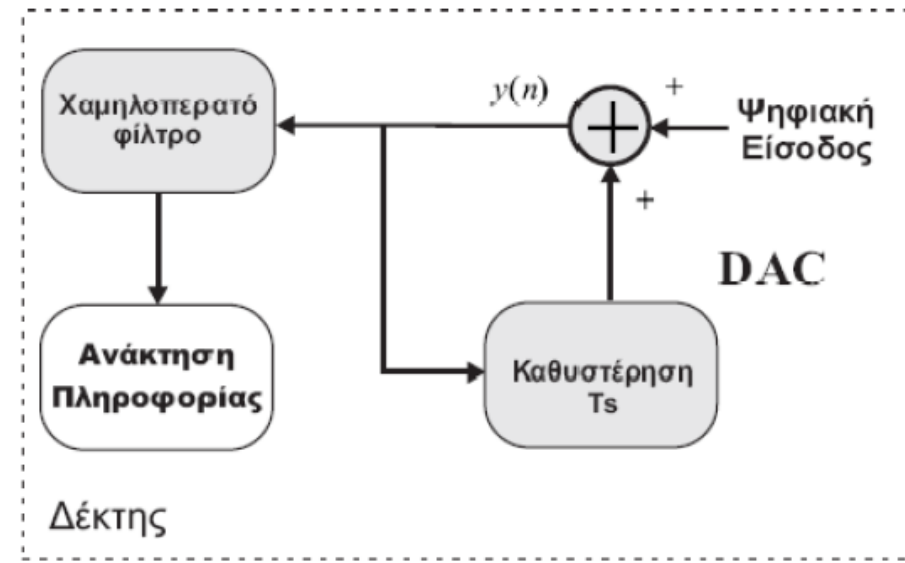 Χαμηλοπερατό
φίλτρο
y(n)
+
Ψηφιακή
Είσοδος
+
DAC
Ανάκτηση
Πληροφορίας
Καθυστέρηση
Ts
Δέκτης